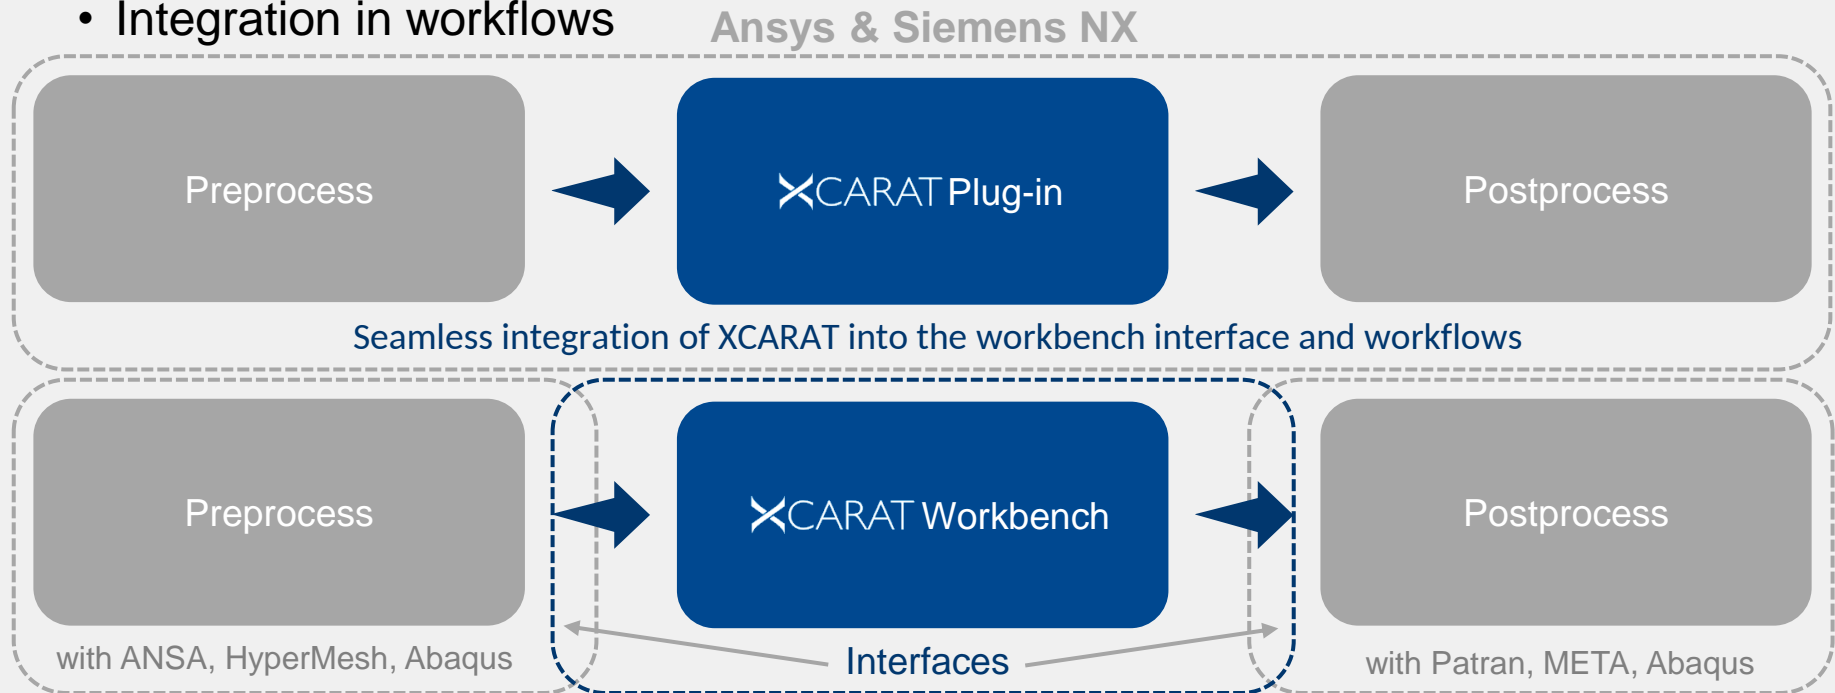 • Integration in workflows
Ansys & Siemens NX
Preprocess
XCARAT Plug-in
Postprocess
Seamless integration of XCARAT into the workbench interface and workflows
Preprocess
XCARAT Workbench
Postprocess
with ANSA, HyperMesh, Abaqus
Interfaces
with Patran, META, Abaqus